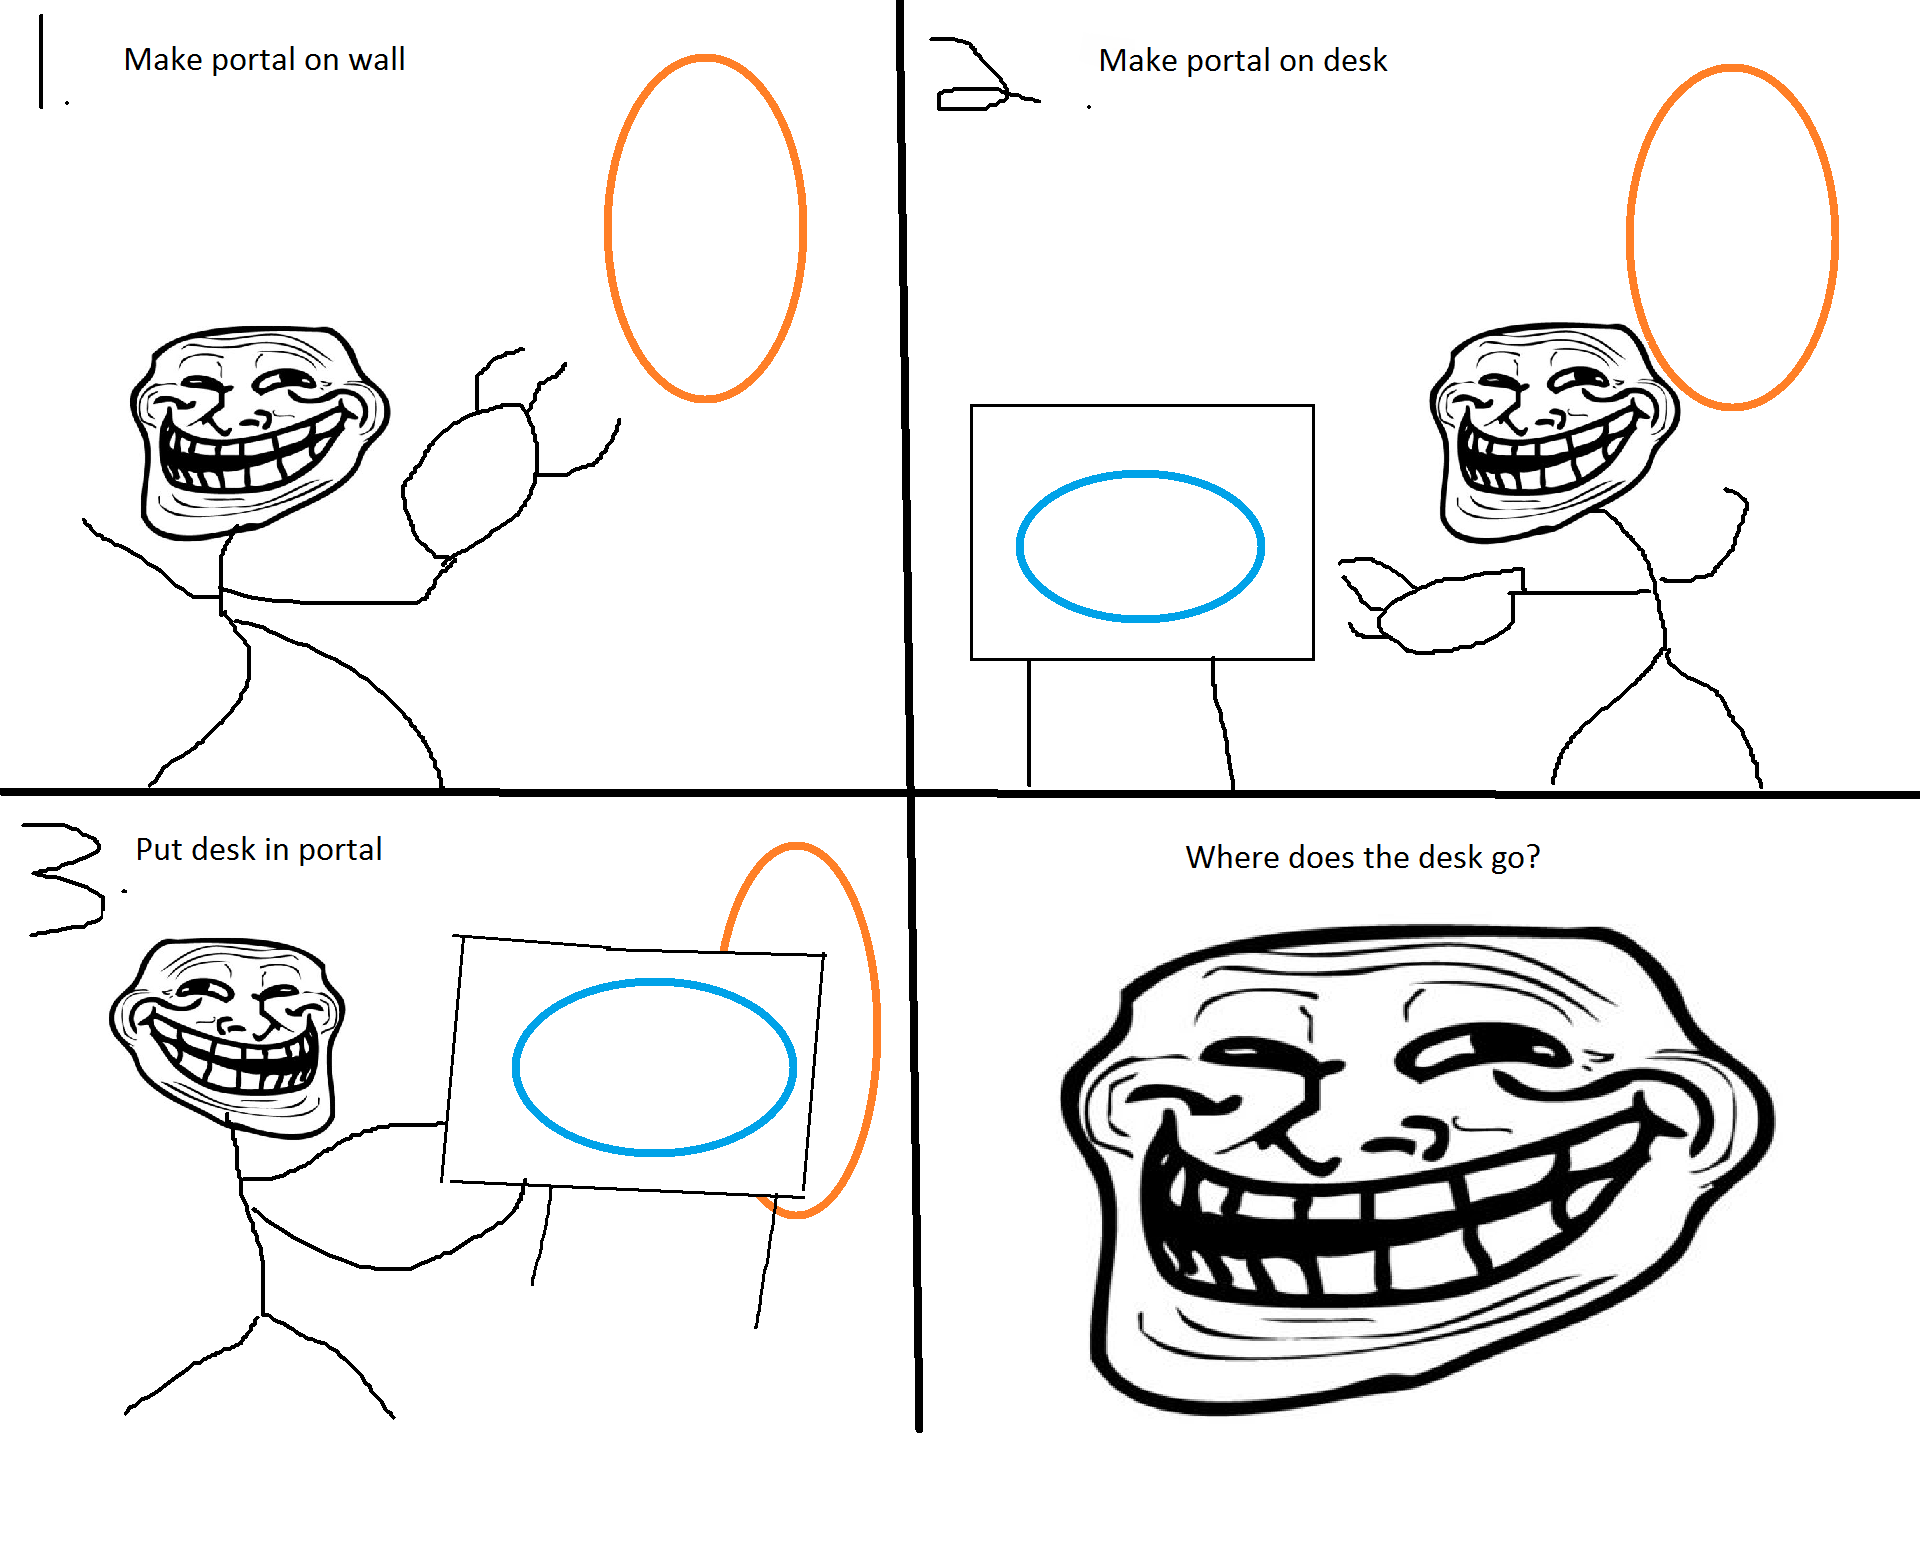 1. Make portal on wall
2. Make portal on desk
3. Put desk in portal
Where does the desk go?